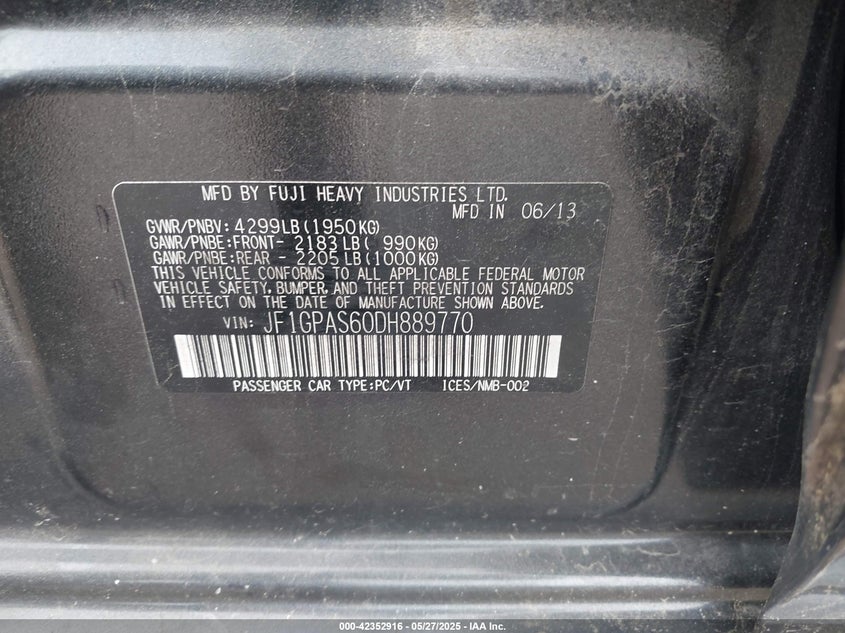 MFD BY FUJI HEAVY INDUSTRIES LTD.
MFD IN 06/13
GVWR/PNBV: 4299LB (1950KG)
GAWR/PNBE:FRONT- 2183 LB ( 990KG)
GAWR/PNBE:REAR - 2205 LB (1000KG)
THIS VEHICLE CONFORMS TO ALL APPLICABLE FEDERAL MOTOR
VEHICLE SAFETY, BUMPER, AND THEFT PREVENTION STANDARDS
IN EFFECT ON THE DATE OF MANUFACTURE SHOWN ABOVE.
VIN: JF1GPAS60DH889770
PASSENGER CAR TYPE:PC/VT ICES/NMB-002
000-42352916 - 05/27/2025 - IAA Inc.